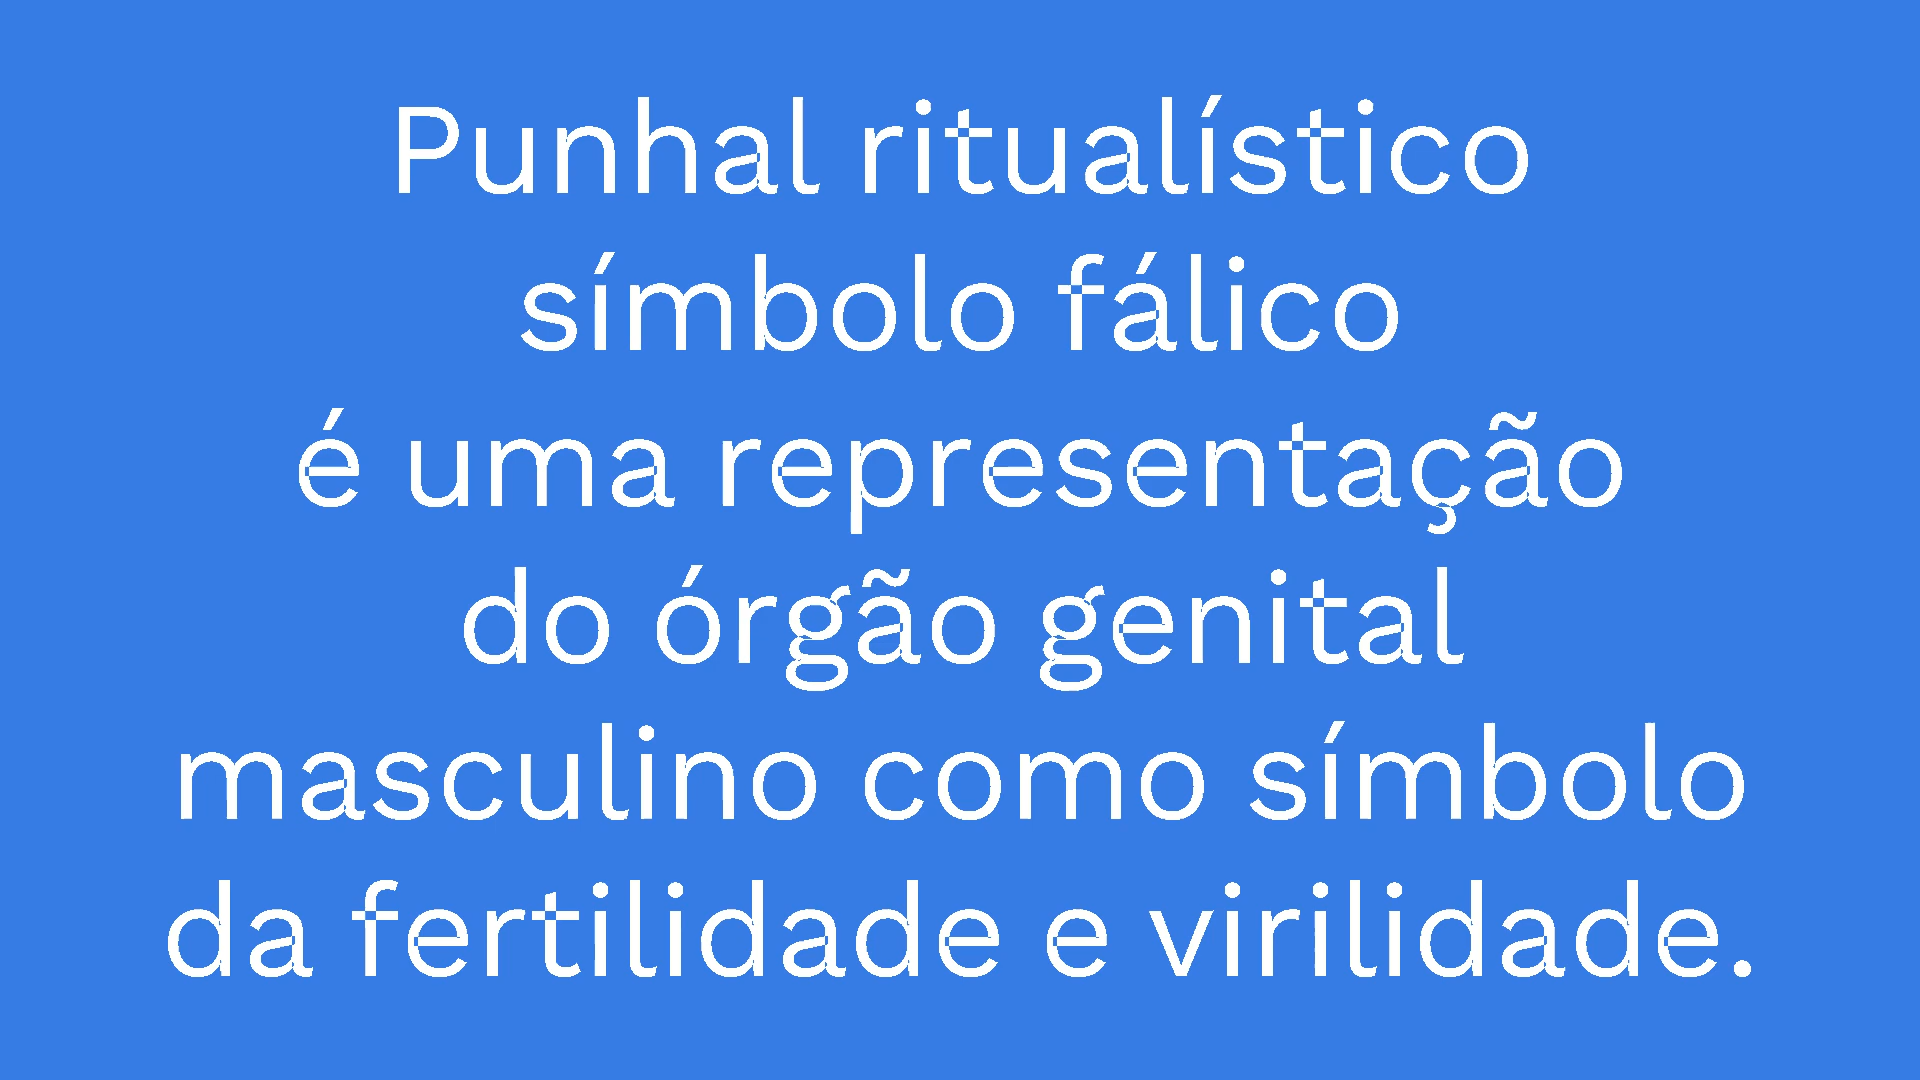 Punhal ritualístico
símbolo fálico
é uma representação
do órgão genital
masculino como símbolo
da fertilidade e virilidade.